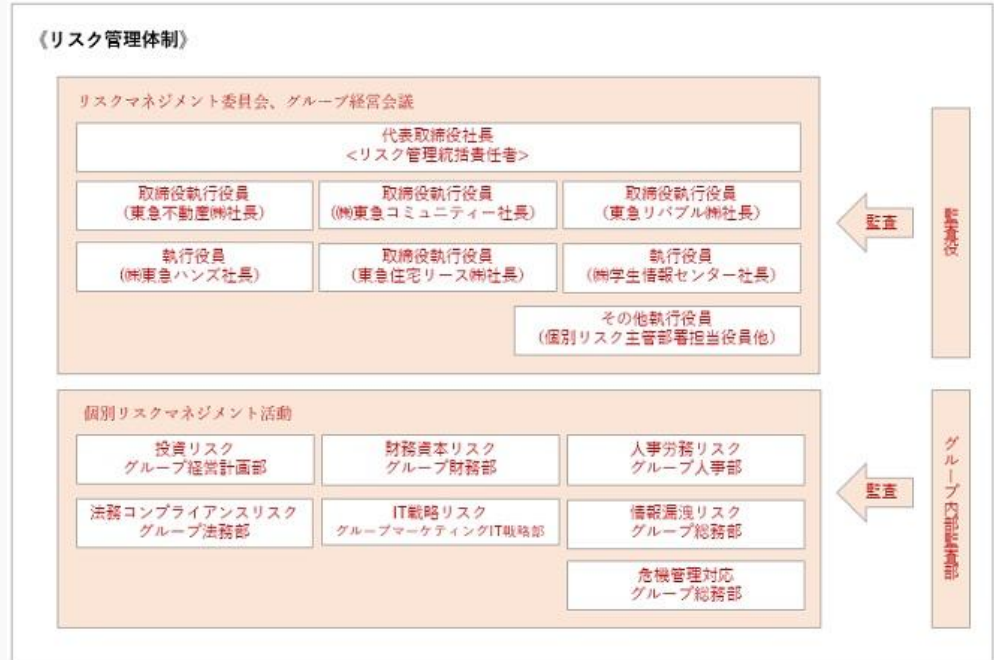 《リスク管理体制》
リスクマネジメント委員会、グループ経営会議
代表取締役社長
<リスク管理統括責任者>
取締役執行役員
(東急不動産㈱社長)
取締役執行役員
(㈱東急コミュニティー社長)
取締役執行役員
(東急リバブル㈱社長)
執行役員
(㈱東急ハンズ社長)
取締役執行役員
(東急住宅リース㈱社長)
執行役員
(㈱学生情報センター社長)
その他執行役員
(個別リスク主管部署担当役員他)
監査
監査役
個別リスクマネジメント活動
投資リスク
グループ経営計画部
財務資本リスク
グループ財務部
人事労務リスク
グループ人事部
法務コンプライアンスリスク
グループ法務部
IT戦略リスク
グループマーケティングIT戦略部
情報漏洩リスク
グループ総務部
危機管理対応
グループ総務部
監査
グループ内部監査部